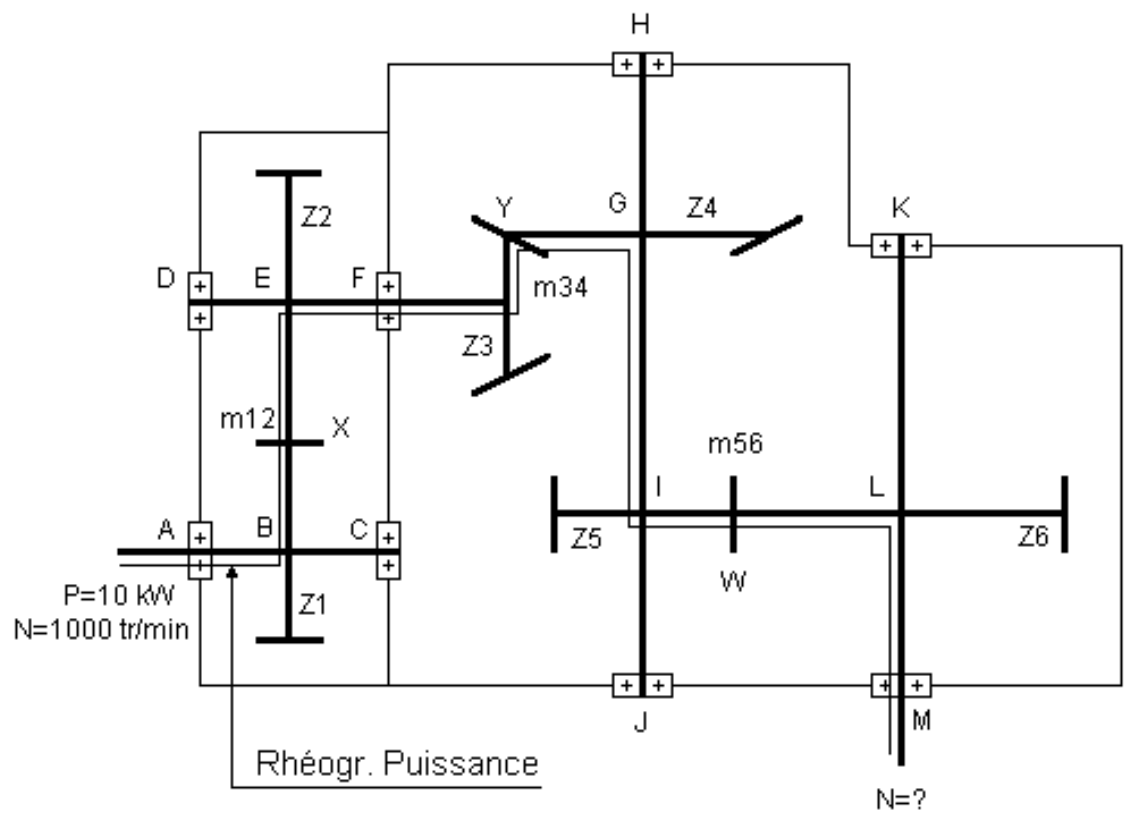 H
Y
G
Z4
K
Z2
D
E
F
m34
Z3
m12
X
m56
A
B
C
I
L
Z5
Z6
W
P=10 kW
Z1
N=1000 tr/min
J
M
Rhéogr. Puissance
N=?